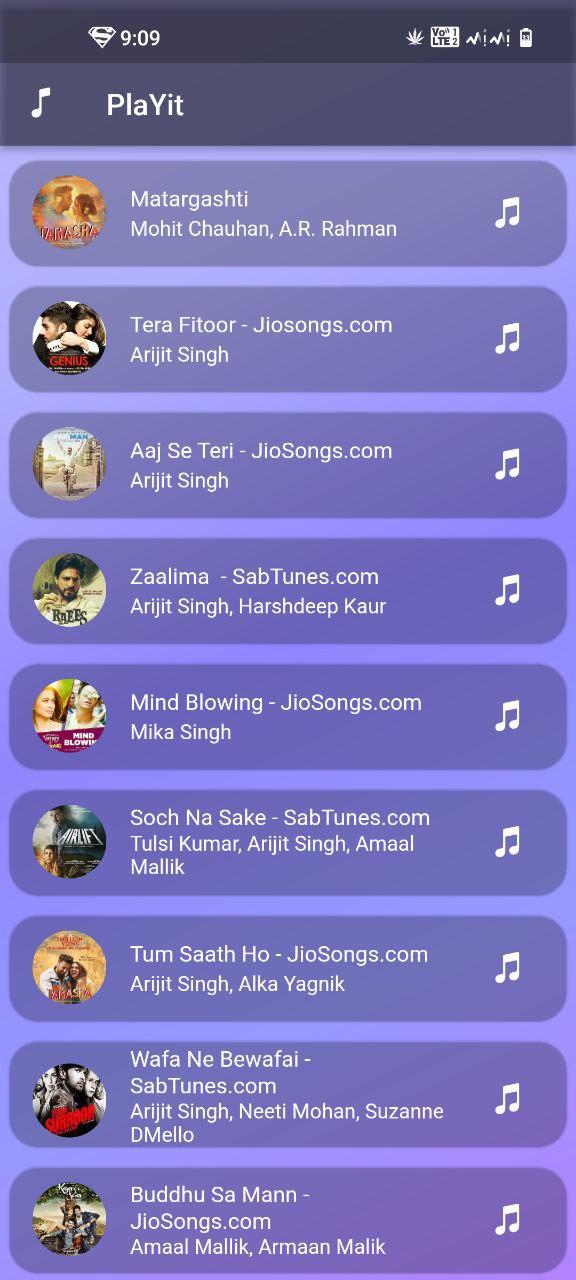 9:09
Vo 1
LTE 2
PlaYit
Matargashti
Mohit Chauhan, A.R. Rahman
TAMASHA
Tera Fitoor - Jiosongs.com
Arijit Singh
GENIUS
Aaj Se Teri - JioSongs.com
Arijit Singh
Zaalima  - SabTunes.com
Arijit Singh, Harshdeep Kaur
RAEES
Mind Blowing - JioSongs.com
Mika Singh
MIND
Soch Na Sake - SabTunes.com
Tulsi Kumar, Arijit Singh, Amaal
Mallik
AIRLIFT
Tum Saath Ho - JioSongs.com
Arijit Singh, Alka Yagnik
TAMASHA
Wafa Ne Bewafai -
SabTunes.com
Arijit Singh, Neeti Mohan, Suzanne
DMello
Buddhu Sa Mann -
JioSongs.com
Amaal Mallik, Armaan Malik